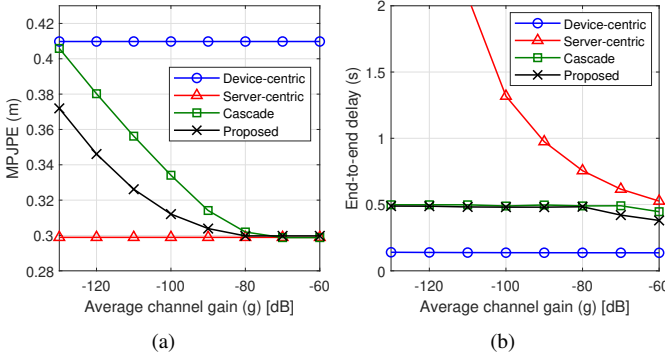 0.42
0.4
0.38
0.36
0.34
0.32
0.3
0.28
MPJPE (m)
Device-centric
Server-centric
Cascade
Proposed
-120
-100
-80
-60
Average channel gain (g) [dB]
(a)
2
1.5
1
0.5
0
End-to-end delay (s)
Device-centric
Server-centric
Cascade
Proposed
-120
-100
-80
-60
Average channel gain (g) [dB]
(b)